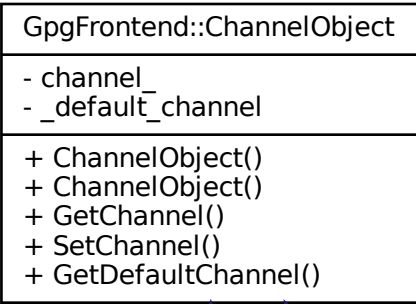 GpgFrontend::ChannelObject
- channel_
- _default_channel
+ ChannelObject()
+ ChannelObject()
+ GetChannel()
+ SetChannel()
+ GetDefaultChannel()